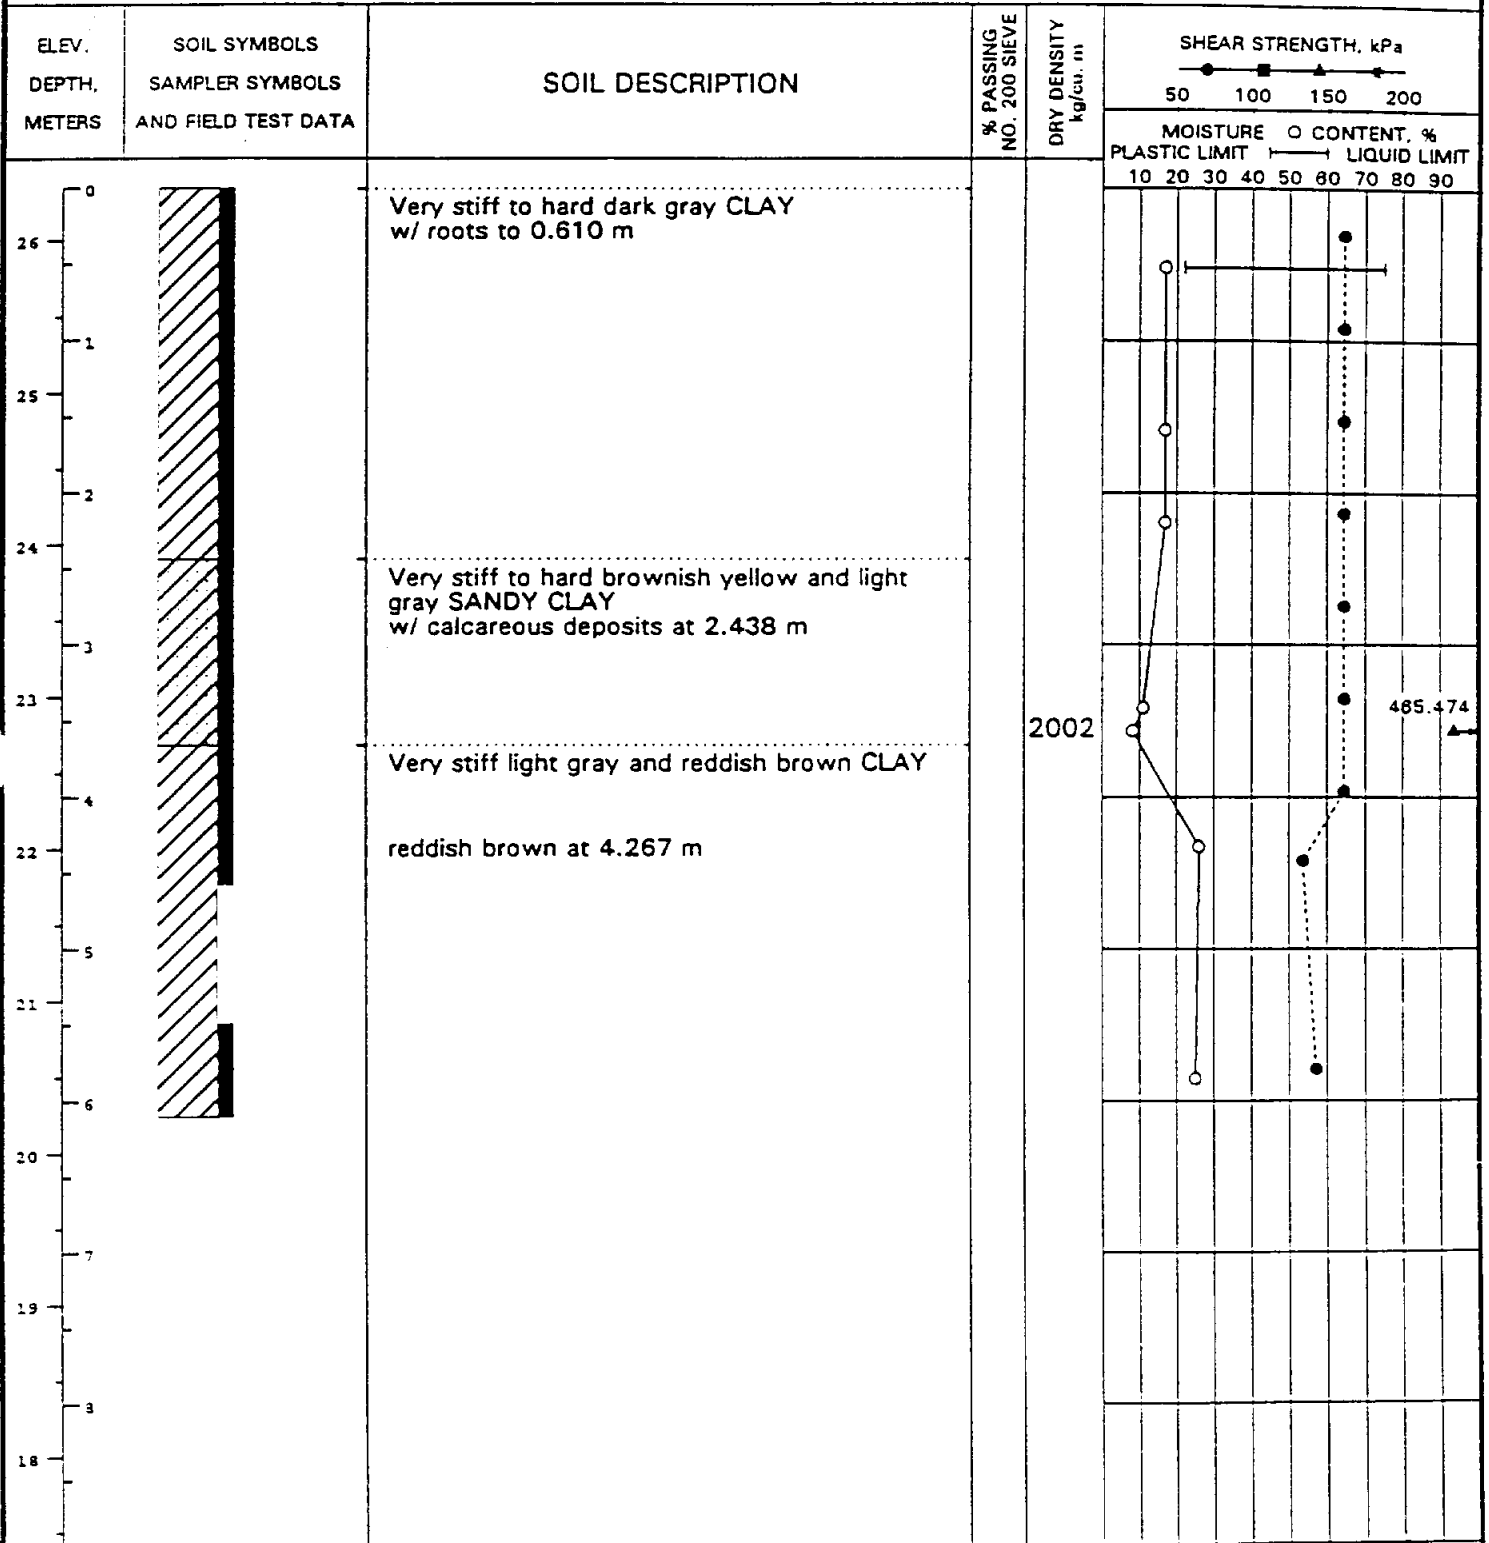 ELEV.
DEPTH,
METERS
SOIL SYMBOLS
SAMPLER SYMBOLS
AND FIELD TEST DATA
SOIL DESCRIPTION
% PASSING
NO. 200 SIEVE
DRY DENSITY
kg/cu. m
SHEAR STRENGTH, kPa
50 100 150 200
MOISTURE O CONTENT, %
PLASTIC LIMIT LIQUID LIMIT
10 20 30 40 50 60 70 80 90
0
Very stiff to hard dark gray CLAY
w/ roots to 0.610 m
26
1
25
2
24
Very stiff to hard brownish yellow and light
gray SANDY CLAY
w/ calcareous deposits at 2.438 m
3
23
465.474
2002
Very stiff light gray and reddish brown CLAY
4
22
reddish brown at 4.267 m
5
21
6
20
7
19
3
18